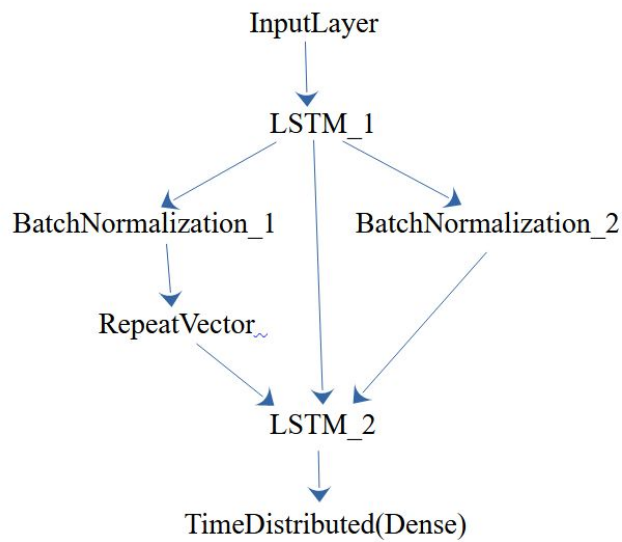 InputLayer
LSTM_1
BatchNormalization_1
BatchNormalization_2
RepeatVector
LSTM_2
TimeDistributed(Dense)